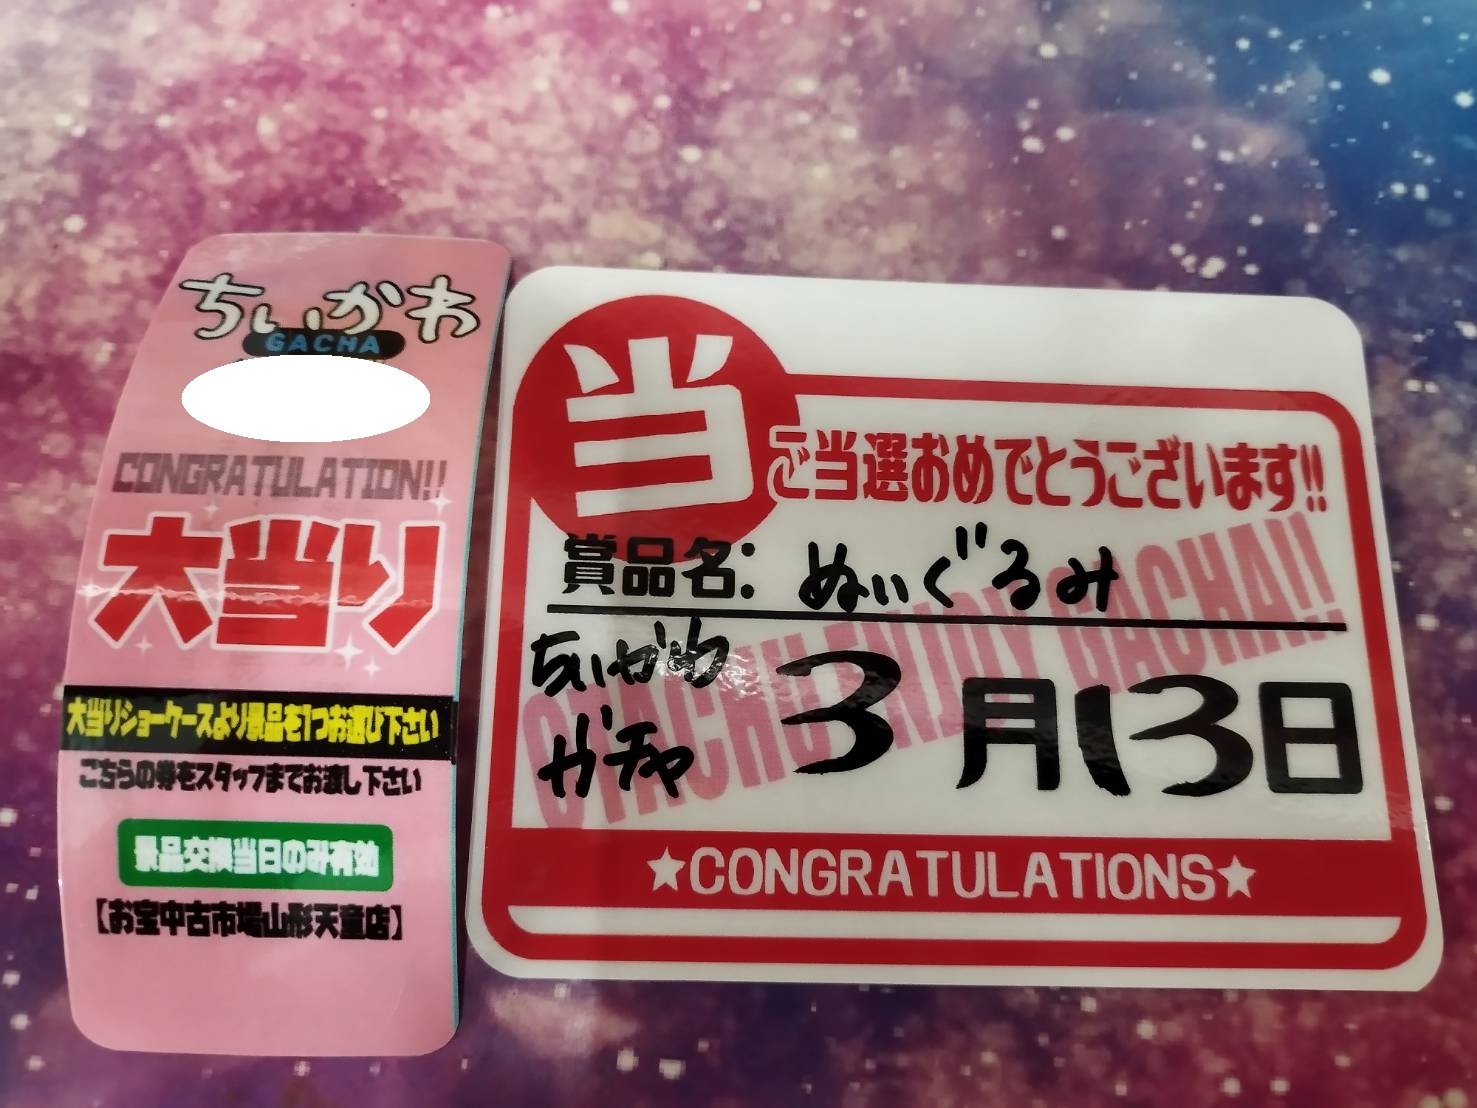 ちいかわ
GACHA
CONGRATULATION!!
大当り
大当りショーケースより景品を1つお選び下さい
こちらの券をスタッフまでお渡し下さい
景品交換当日のみ有効
【お宝中古市場山形天童店】
当
ご当選おめでとうございます!!
賞品名: ぬいぐるみ
ちいかわ
ガチャ
3月13日
GACHA ENJOY GACHA!!
★CONGRATULATIONS★